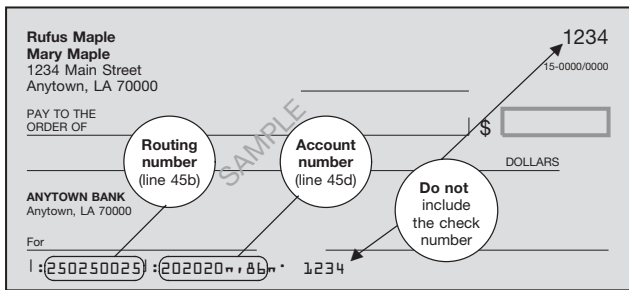 Rufus Maple
Mary Maple
1234 Main Street
Anytown, LA 70000
1234
15-0000/0000
PAY TO THE
ORDER OF
$
SAMPLE
Routing
number
(line 45b)
Account
number
(line 45d)
DOLLARS
Do not
include
the check
number
ANYTOWN BANK
Anytown, LA 70000
For
|:250250025|:202020",86". 1234